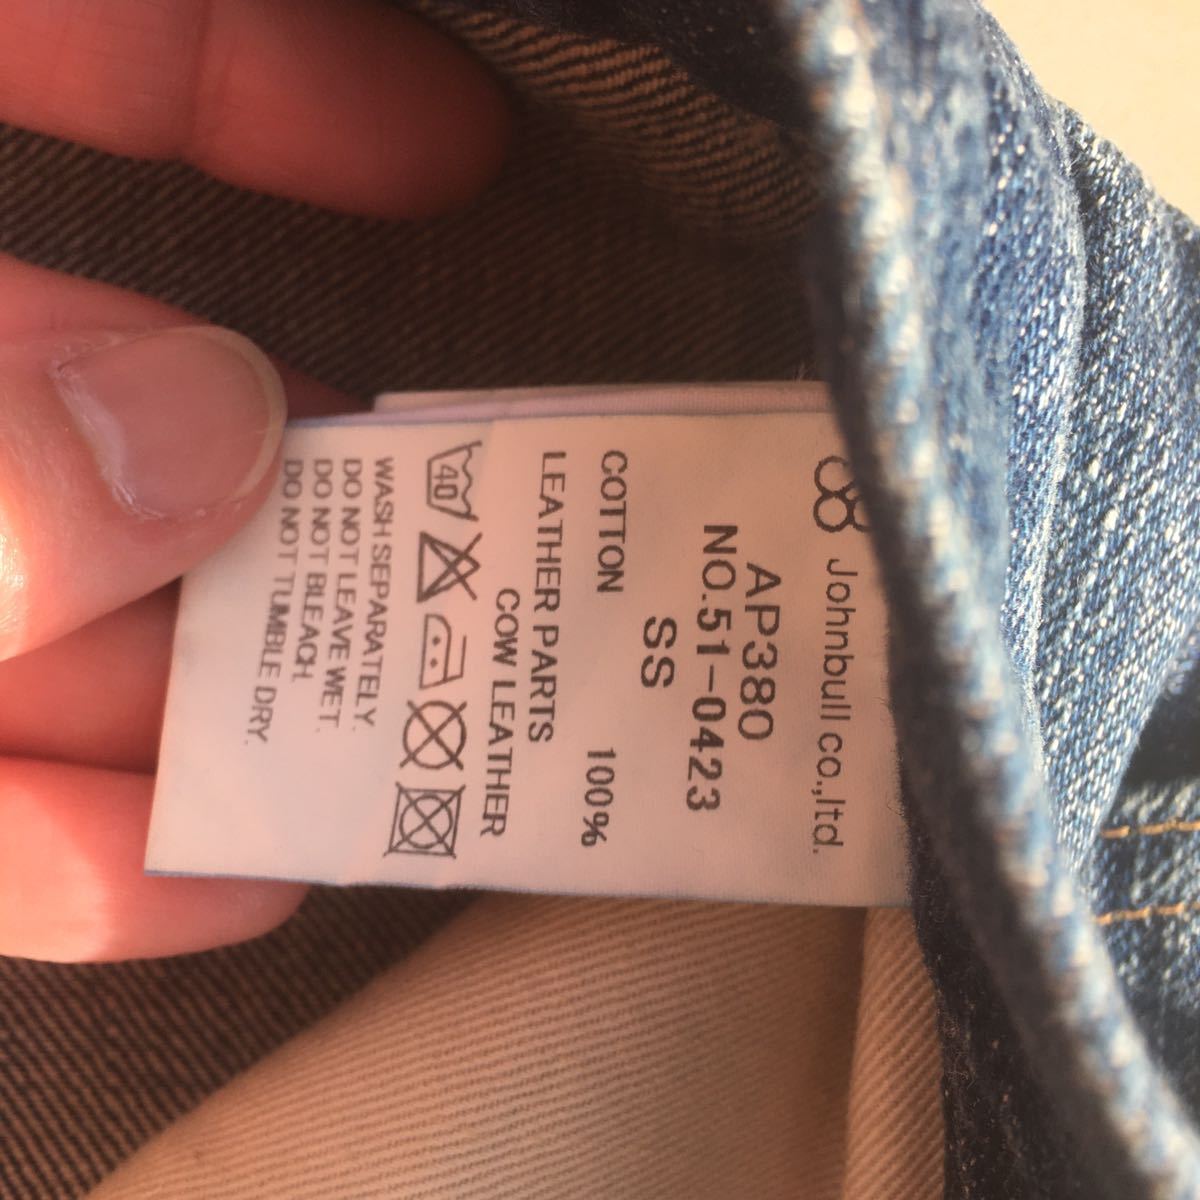 Johnbull co.,ltd.
AP380
NO.51-0423
SS
COTTON 100%
LEATHER PARTS
COW LEATHER
40
WASH SEPARATELY.
DO NOT LEAVE WET.
DO NOT BLEACH.
DO NOT TUMBLE DRY.